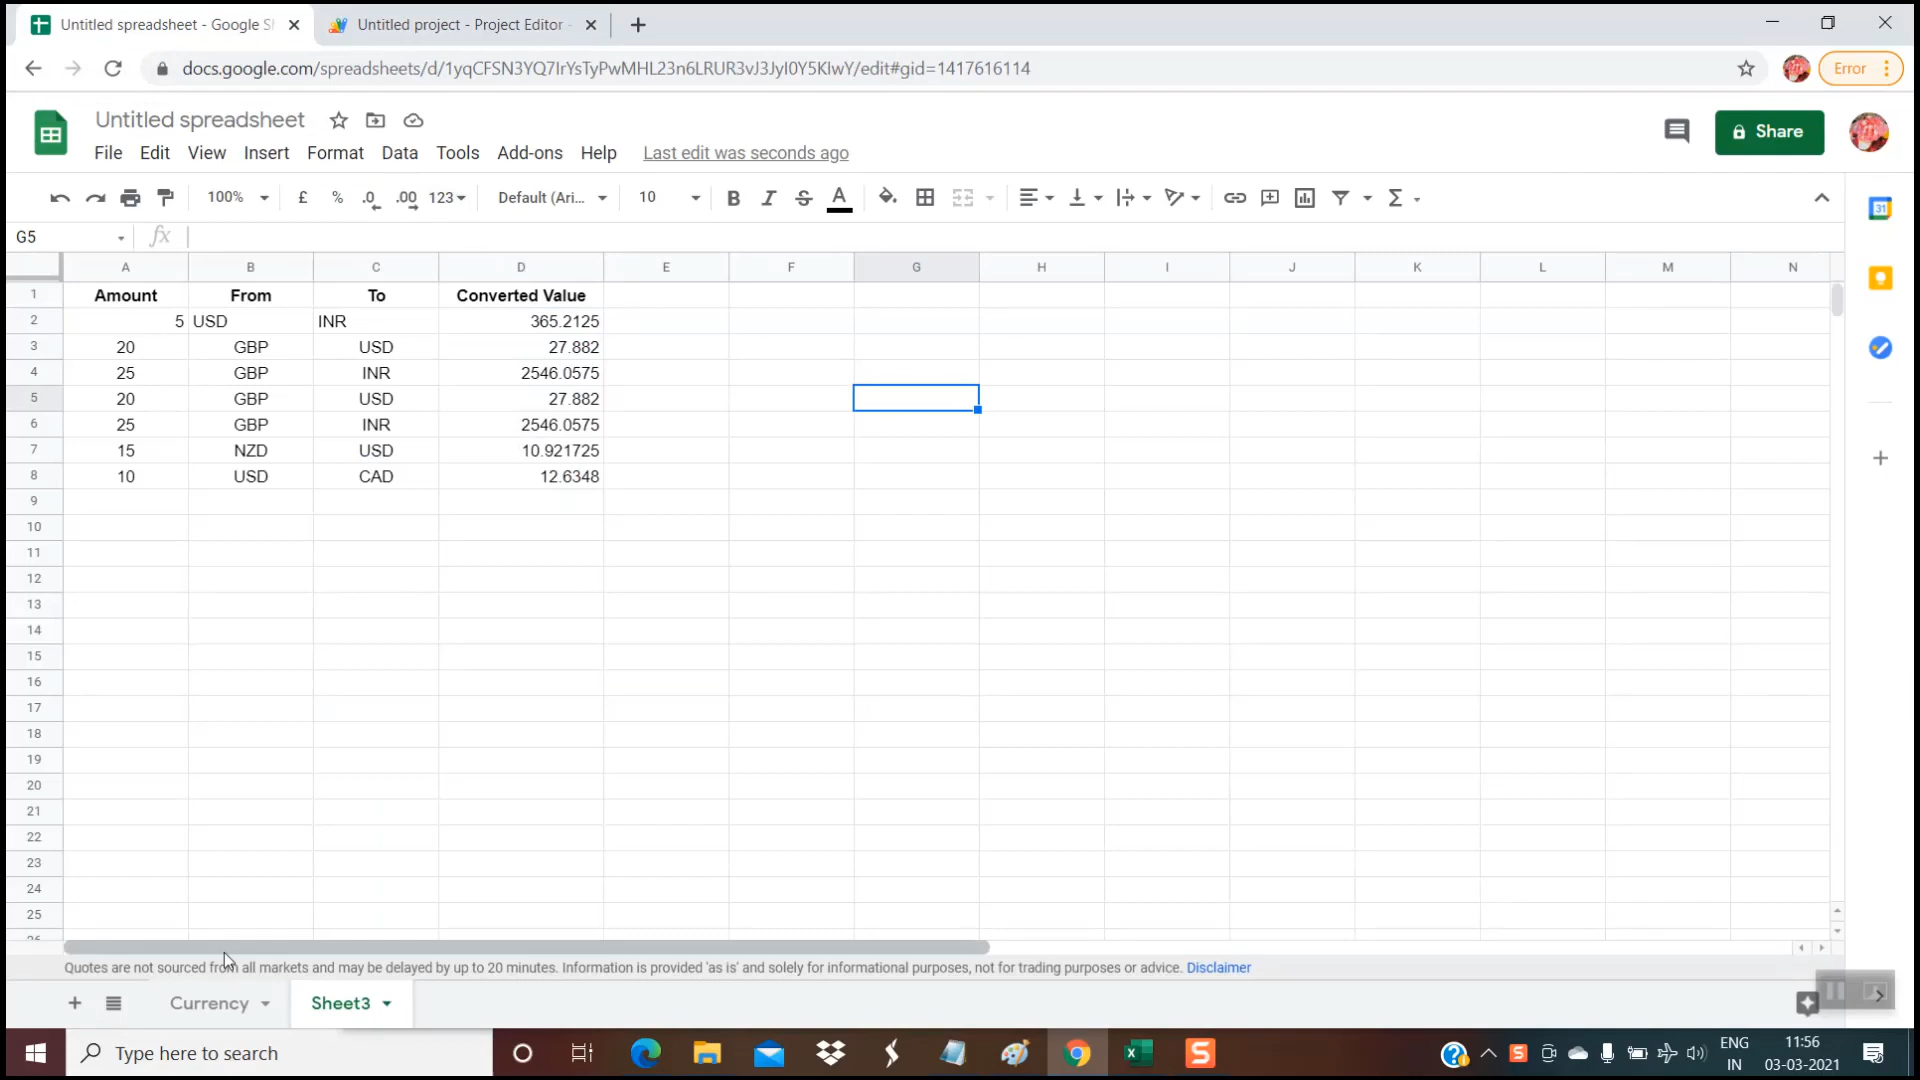 Untitled spreadsheet - Google Sh
Untitled project - Project Editor -
docs.google.com/spreadsheets/d/1yqCFSN3YQ7IrYsTyPwMHL23n6LRUR3vJ3JyI0Y5KIwY/edit#gid=1417616114
Error
Untitled spreadsheet
Share
File Edit View Insert Format Data Tools Add-ons Help Last edit was seconds ago
100% £ % .0 .00 123 Default (Ari... 10 B I S A
31
G5 fx
A B C D E F G H I J K L M N
1 Amount From To Converted Value
2 5 USD INR 365.2125
3 20 GBP USD 27.882
4 25 GBP INR 2546.0575
5 20 GBP USD 27.882
6 25 GBP INR 2546.0575
7 15 NZD USD 10.921725
8 10 USD CAD 12.6348
9
10
11
12
13
14
15
16
17
18
19
20
21
22
23
24
25
26
Quotes are not sourced from all markets and may be delayed by up to 20 minutes. Information is provided 'as is' and solely for informational purposes, not for trading purposes or advice. Disclaimer
Currency Sheet3
Type here to search
ENG
IN
11:56
03-03-2021